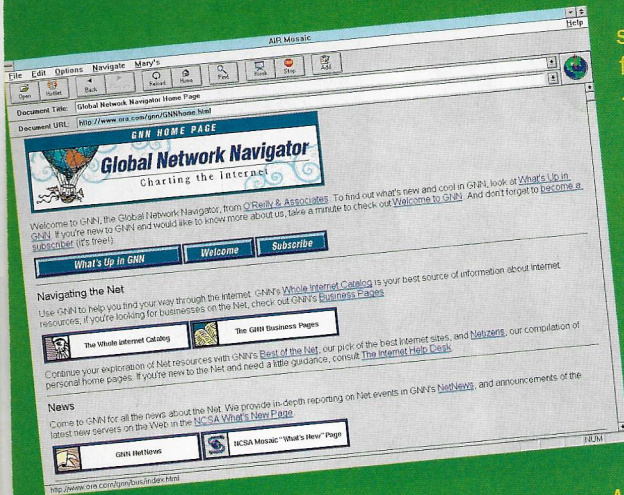 AIR Mosaic
File Edit Options Navigate Mary's Help
Open Hotlist Back Reload Home Find Kiosk Stop Add
Document Title: Global Network Navigator Home Page
Document URL: http://www.ora.com/gnn/GNNhome.html
GNN HOME PAGE
Global Network Navigator
Charting the Internet
Welcome to GNN, the Global Network Navigator, from O'Reilly & Associates. To find out what's new and cool in GNN, look at What's Up in
GNN. If you're new to GNN and would like to know more about us, take a minute to check out Welcome to GNN. And don't forget to become a
subscriber (it's free!).
What's Up in GNN Welcome Subscribe
Navigating the Net
Use GNN to help you find your way through the Internet. GNN's Whole Internet Catalog is your best source of information about Internet
resources, if you're looking for businesses on the Net, check out GNN's Business Pages
The Whole Internet Catalog The GNN Business Pages
Continue your exploration of Net resources with GNN's Best of the Net, our pick of the best Internet sites, and Netizens, our compilation of
personal home pages. If you're new to the Net and need a little guidance, consult The Internet Help Desk
News
Come to GNN for all the news about the Net. We provide in-depth reporting on Net events in GNN's NetNews, and announcements of the
latest new servers on the Web in the NCSA What's New Page.
GNN NetNews NCSA Mosaic "What's New" Page
http://www.ora.com/gnn/bus/index.html NUM